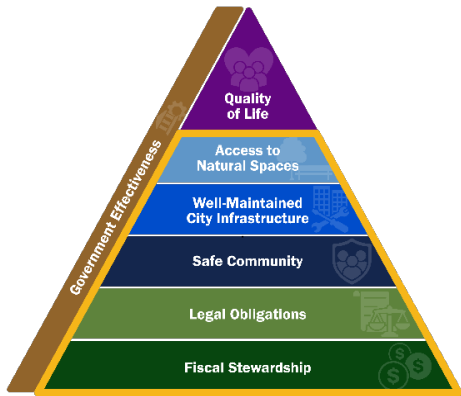 Government Effectiveness
Quality
of Life
Access to
Natural Spaces
Well-Maintained
City Infrastructure
Safe Community
Legal Obligations
Fiscal Stewardship
$
$
$